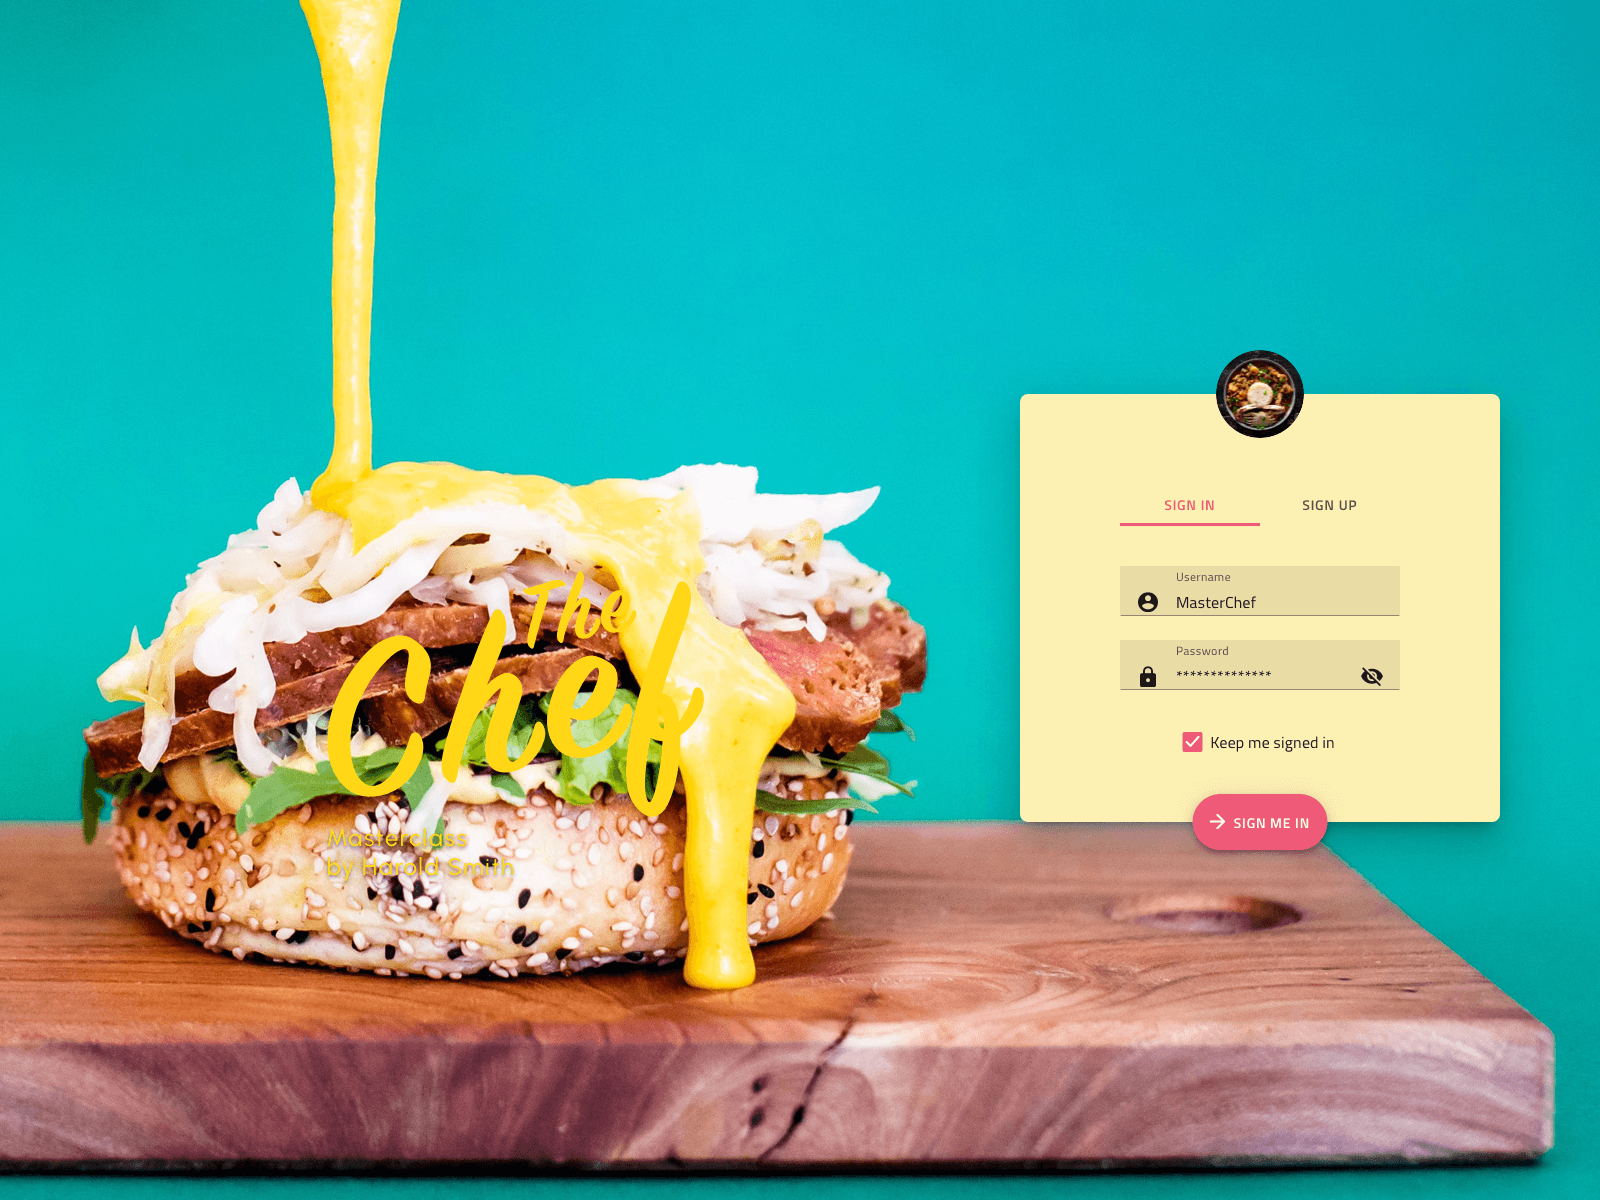 The
Chef
Masterclass
by Harold Smith
SIGN IN
SIGN UP
Username
MasterChef
Password
**************
Keep me signed in
SIGN ME IN